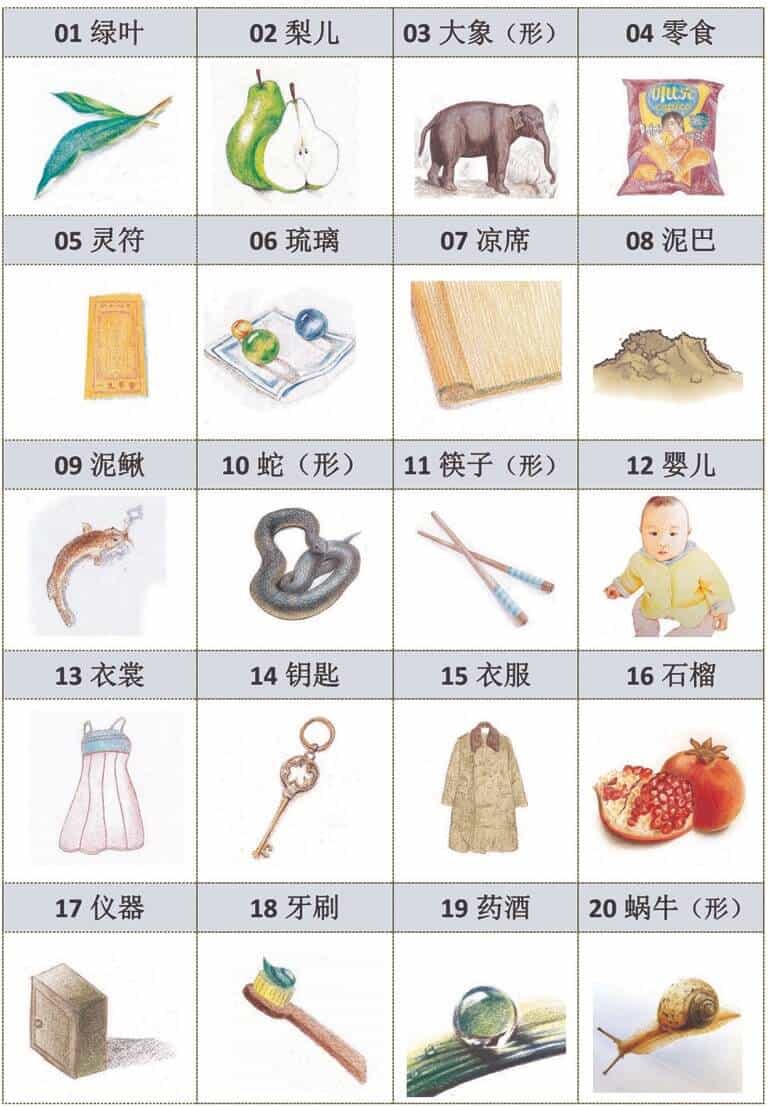 01 绿叶
02 梨儿
03 大象（形）
04 零食
05 灵符
06 琉璃
07 凉席
08 泥巴
09 泥鳅
10 蛇（形）
11 筷子（形）
12 婴儿
13 衣裳
14 钥匙
15 衣服
16 石榴
17 仪器
18 牙刷
19 药酒
20 蜗牛（形）